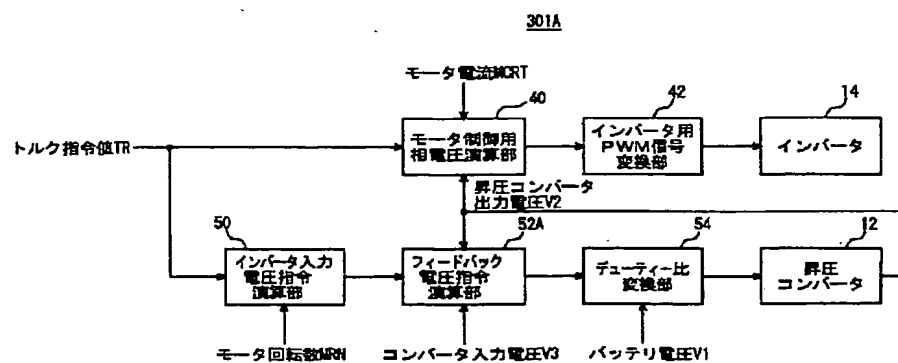 301A
モータ電流MCRT
40
42
14
トルク指令値TR
モータ制御用
相電圧演算部
インバータ用
PWM信号
変換部
インバータ
昇圧コンバータ
出力電圧V2
50
52A
54
12
インバータ入力
電圧指令
演算部
フィードバック
電圧指令
演算部
デューティー比
変換部
昇圧
コンバータ
モータ回転数MRN
コンバータ入力電圧V3
バッテリ電圧V1